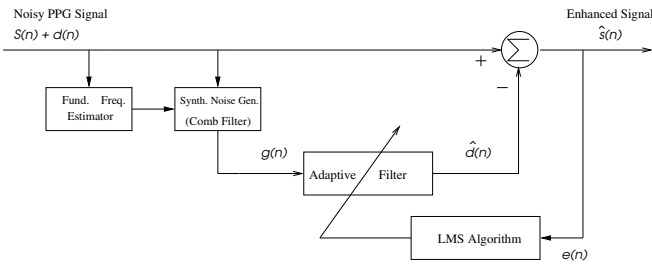 Noisy PPG Signal
S(n) + d(n)
Enhanced Signal
ŝ(n)
+
Σ
−
Fund. Freq.
Estimator
Synth. Noise Gen.
(Comb Filter)
g(n)
Adaptive Filter
d̂(n)
LMS Algorithm
e(n)